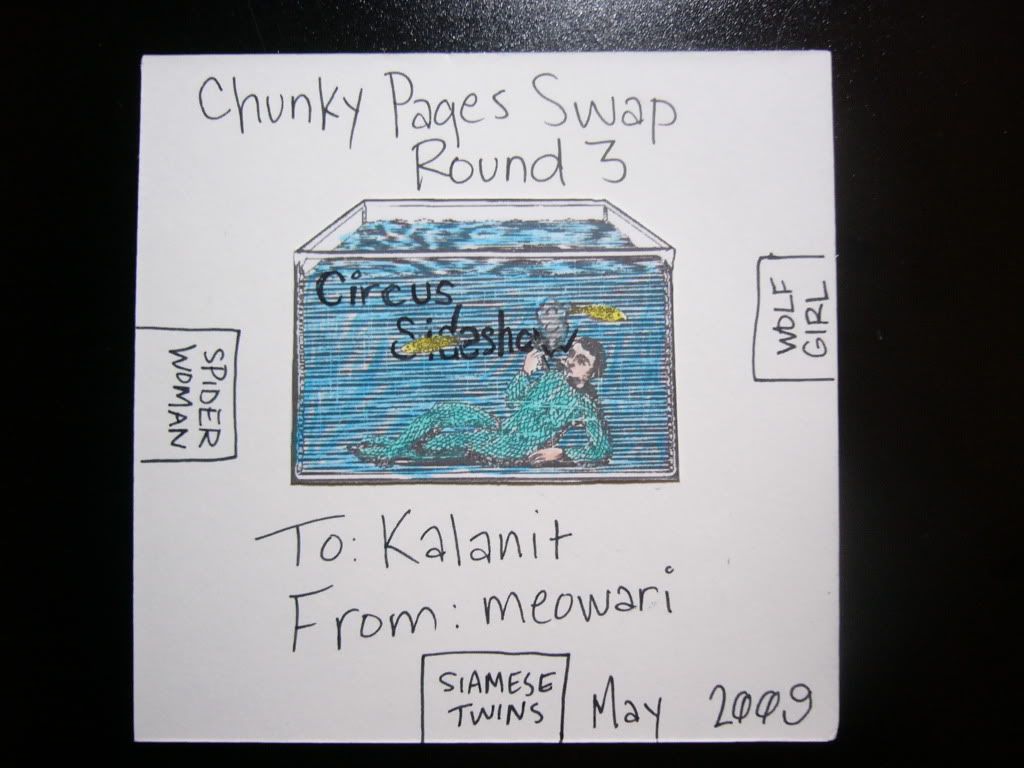 Chunky Pages Swap
Round 3
Circus
Sideshow
WOLF
GIRL
SPIDER
WOMAN
To: Kalanit
From: meowari
SIAMESE
TWINS
May 2009